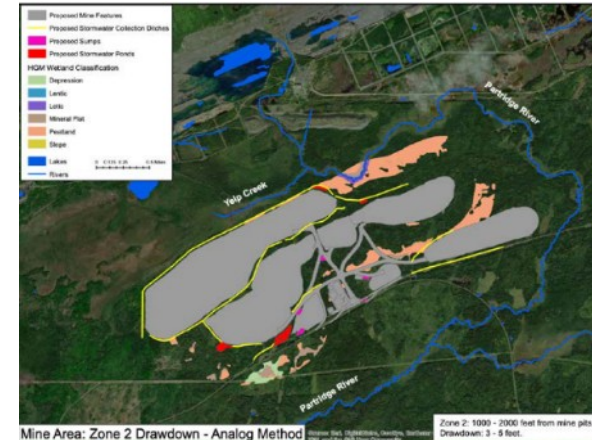 Proposed Mine Features
Proposed Stormwater Collection Ditches
Proposed Sumps
Proposed Stormwater Ponds
HGM Wetland Classification
Depression
Lentic
Lotic
Mineral Flat
Peatland
Slope
Lakes
Rivers
Partridge River
Yelp Creek
Partridge River
Mine Area: Zone 2 Drawdown - Analog Method
Zone 2: 1000 - 2000 feet from mine pits
Drawdown: 3 - 5 feet.